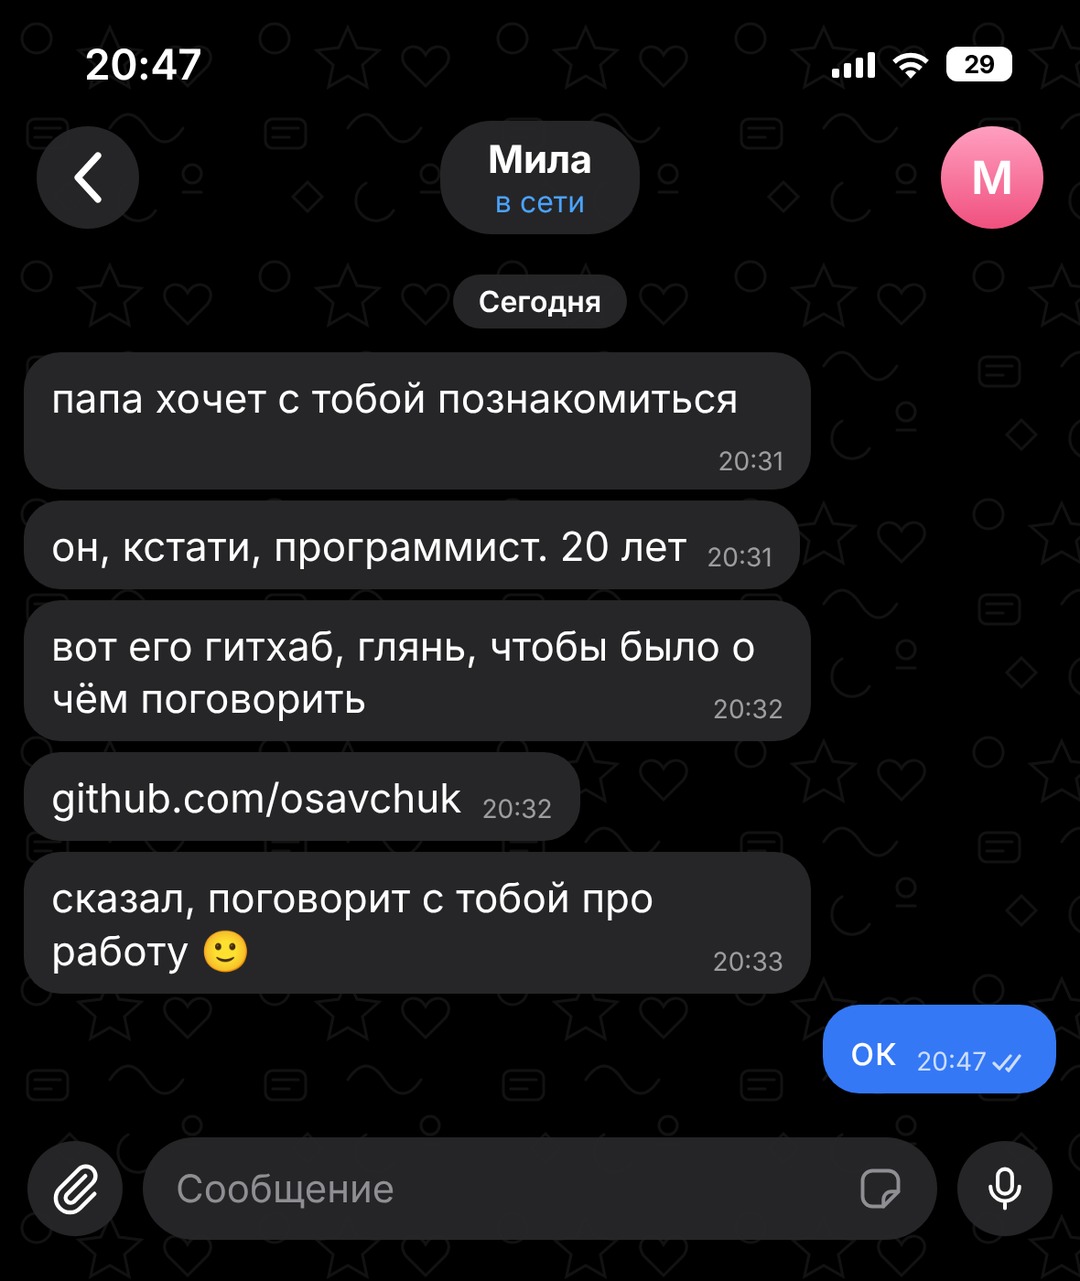 20:47
29
Мила
в сети
М
Сегодня
папа хочет с тобой познакомиться
20:31
он, кстати, программист. 20 лет 20:31
вот его гитхаб, глянь, чтобы было о
чём поговорить 20:32
github.com/osavchuk 20:32
сказал, поговорит с тобой про
работу 🙂 20:33
ок 20:47
Сообщение